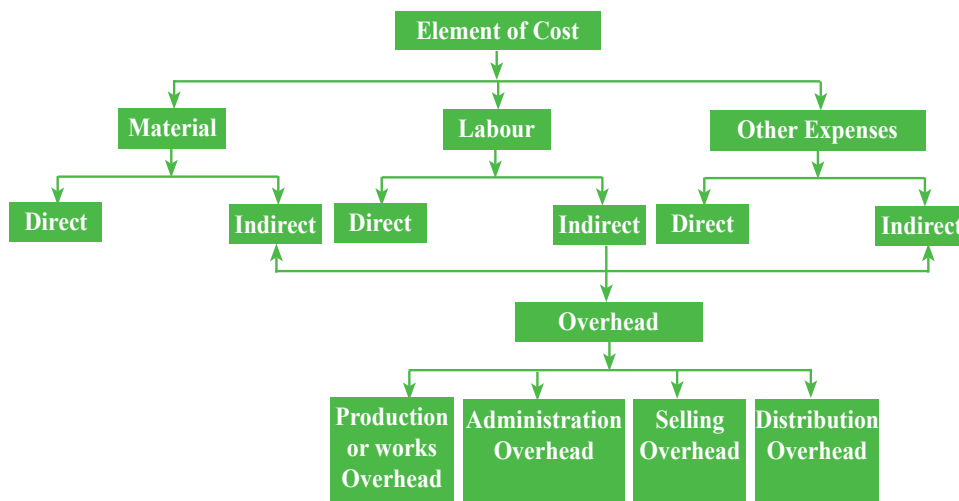 Element of Cost
Material
Labour
Other Expenses
Direct
Indirect
Direct
Indirect
Direct
Indirect
Overhead
Production
or works
Overhead
Administration
Overhead
Selling
Overhead
Distribution
Overhead